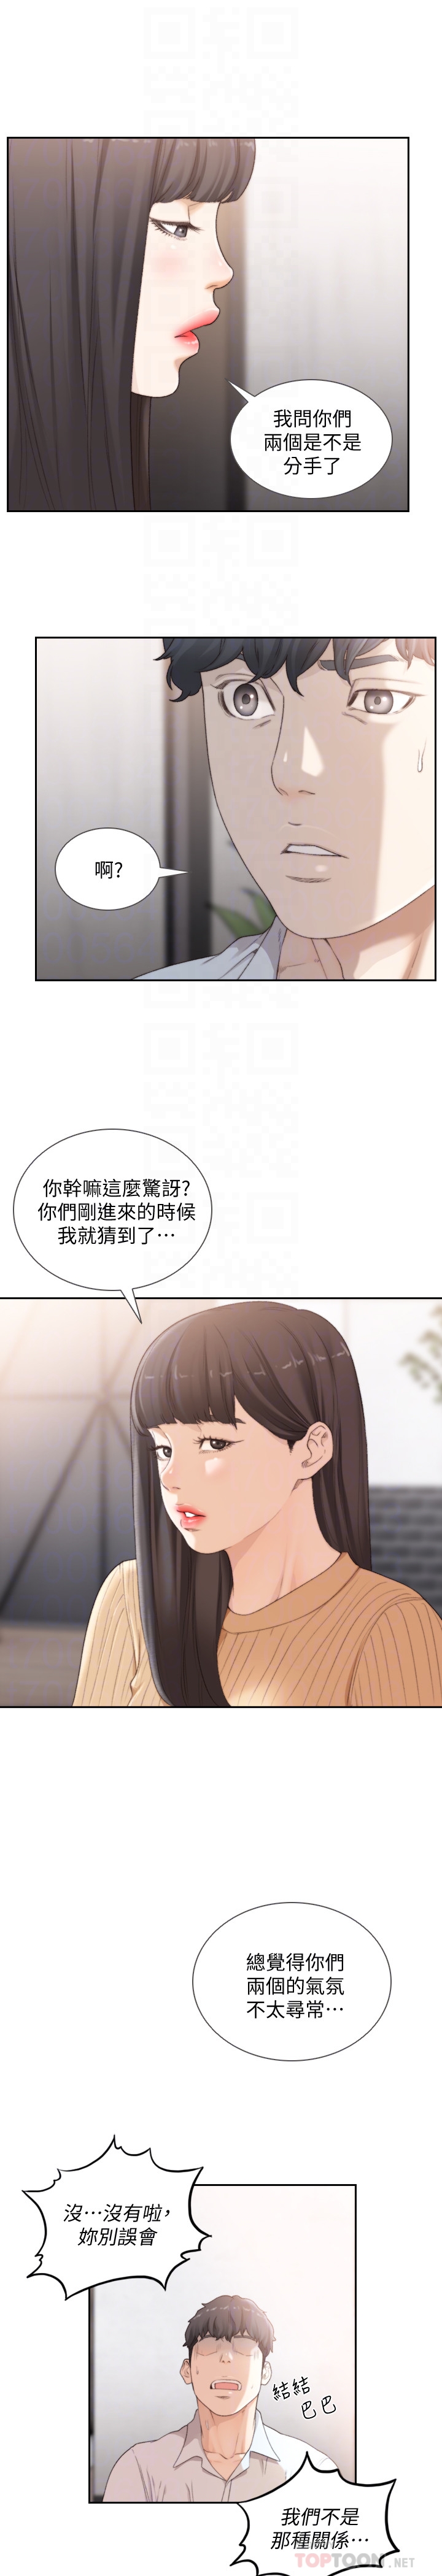 我問你們
兩個是不是
分手了
啊?
你幹嘛這麼驚訝?
你們剛進來的時候
我就猜到了…
總覺得你們
兩個的氣氛
不太尋常…
沒…沒有啦，
妳別誤會
結結
巴巴
我們不是
那種關係…
TOPTOON.NET